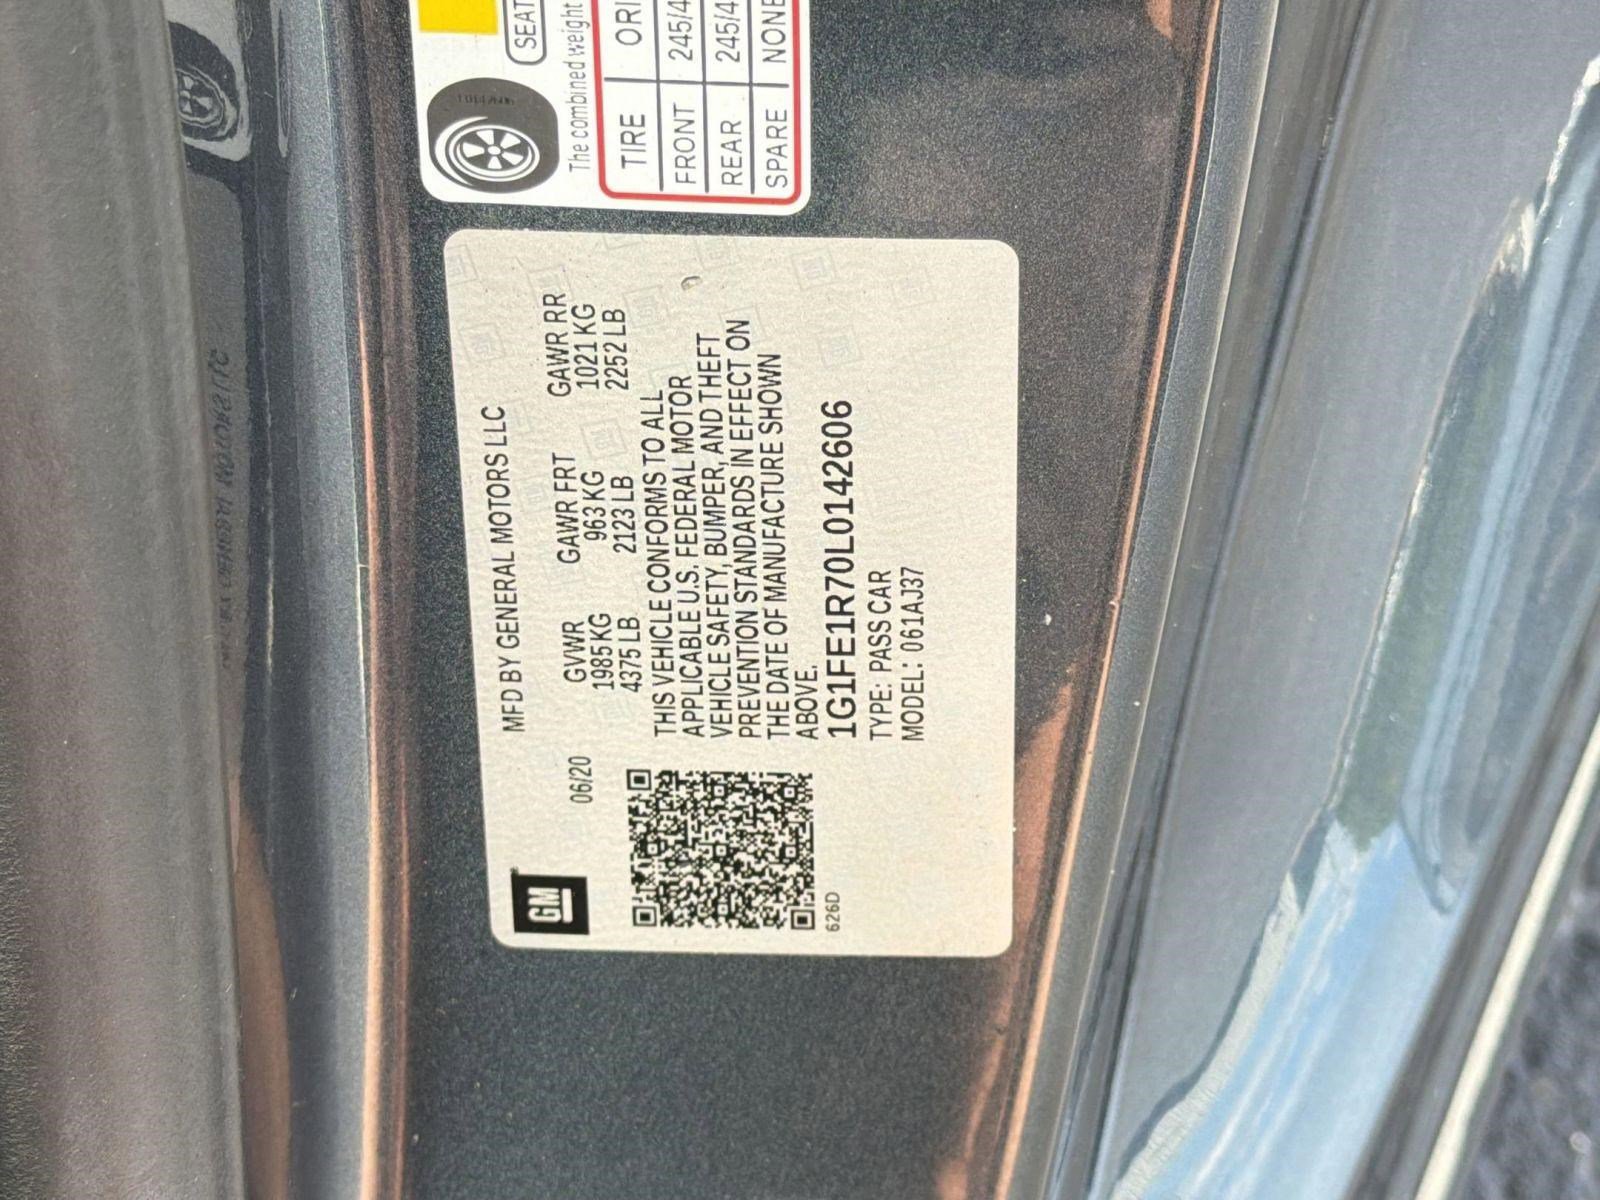 GM
MFD BY GENERAL MOTORS LLC
06/20
GVWR GAWR FRT GAWR RR
1985 KG 963 KG 1021 KG
4375 LB 2123 LB 2252 LB
THIS VEHICLE CONFORMS TO ALL
APPLICABLE U.S. FEDERAL MOTOR
VEHICLE SAFETY, BUMPER, AND THEFT
PREVENTION STANDARDS IN EFFECT ON
THE DATE OF MANUFACTURE SHOWN
ABOVE.
1G1FE1R70L0142606
TYPE: PASS CAR
MODEL: 061AJ37
626D
SEAT
The combined weight
TIRE ORI
FRONT 245/4
REAR 245/4
SPARE NONE